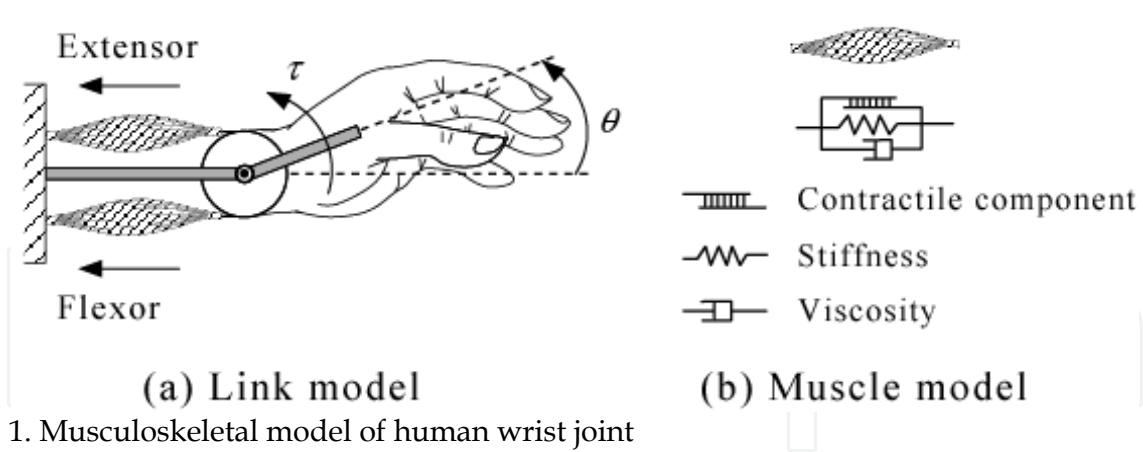 Extensor
τ
θ
Flexor
(a) Link model
Contractile component
Stiffness
Viscosity
(b) Muscle model
1. Musculoskeletal model of human wrist joint